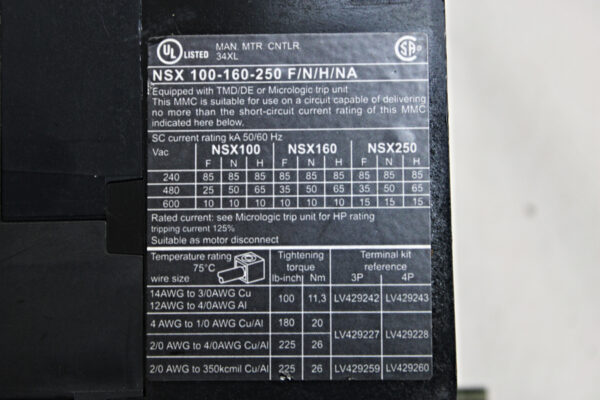 UL LISTED MAN. MTR CNTLR
34XL
NSX 100-160-250 F/N/H/NA
Equipped with TMD/DE or Micrologic trip unit
This MMC is suitable for use on a circuit capable of delivering
no more than the short-circuit current rating of this MMC
indicated here below.
SC current rating kA 50/60 Hz
Vac NSX100 NSX160 NSX250
F N H F N H F N H
240 85 85 85 85 85 85 85 85 85
480 25 50 65 35 50 65 35 50 65
600 10 10 10 10 10 10 15 15 15
Rated current: see Micrologic trip unit for HP rating
tripping current 125%
Suitable as motor disconnect
Temperature rating 75°C wire size Tightening torque lb-inch Nm Terminal kit reference 3P 4P
14AWG to 3/0AWG Cu
12AWG to 4/0AWG Al 100 11,3 LV429242 LV429243
4 AWG to 1/0 AWG Cu/Al 180 20
LV429227 LV429228
2/0 AWG to 4/0AWG Cu/Al 225 26
2/0 AWG to 350kcmil Cu/Al 225 26 LV429259 LV429260